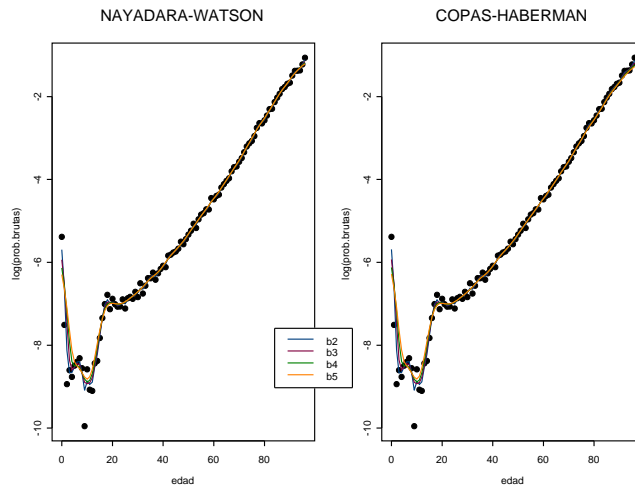 NAYADARA-WATSON
COPAS-HABERMAN
log(prob.brutas)
-2
-4
-6
-8
-10
0
20
40
60
80
edad
b2
b3
b4
b5
log(prob.brutas)
-2
-4
-6
-8
-10
0
20
40
60
80
edad